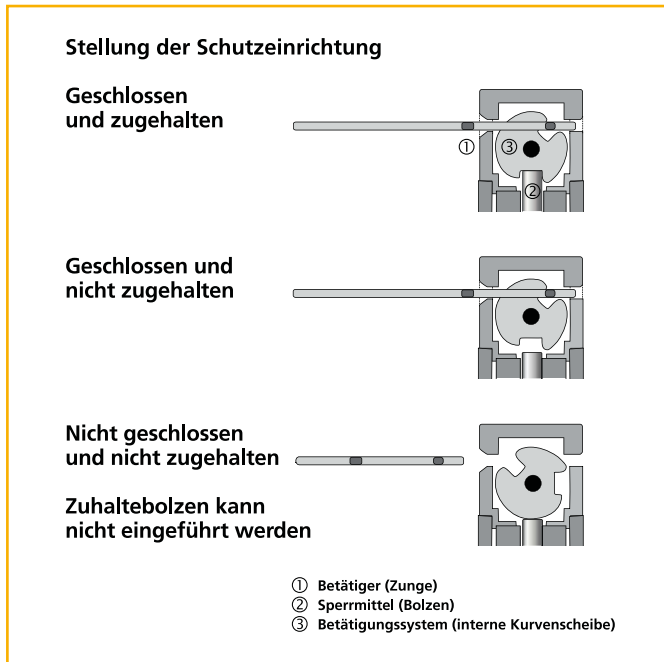 Stellung der Schutzeinrichtung
Geschlossen
und zugehalten
①
③
②
Geschlossen und
nicht zugehalten
Nicht geschlossen
und nicht zugehalten
Zuhaltebolzen kann
nicht eingeführt werden
① Betätiger (Zunge)
② Sperrmittel (Bolzen)
③ Betätigungssystem (interne Kurvenscheibe)